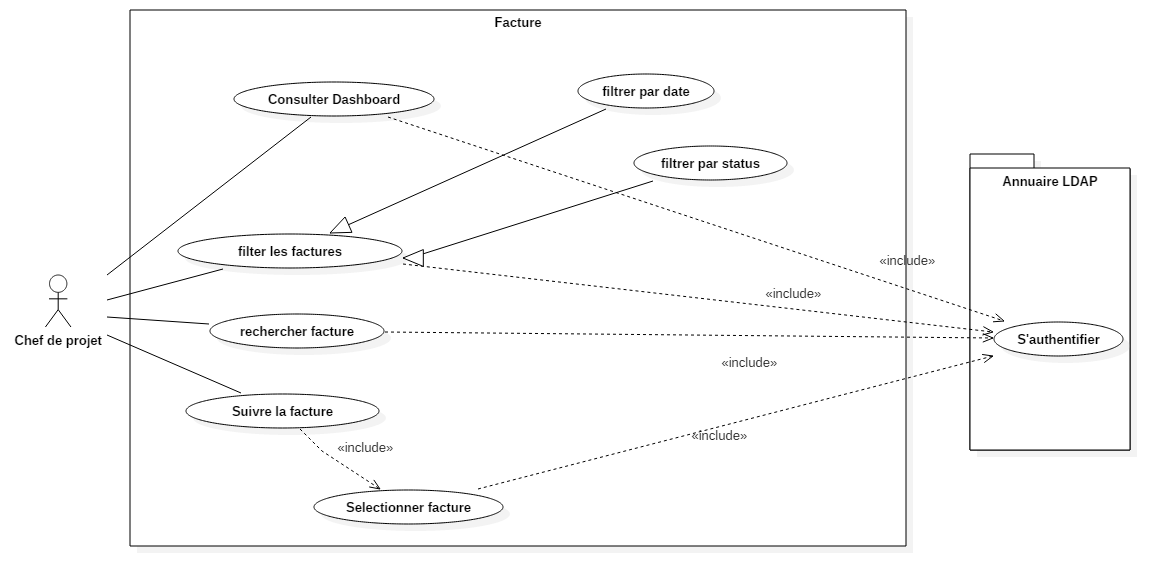 Facture
Consulter Dashboard
filtrer par date
filtrer par status
Annuaire LDAP
filter les factures
«include»
«include»
rechercher facture
S'authentifier
Chef de projet
«include»
Suivre la facture
«include»
«include»
Selectionner facture